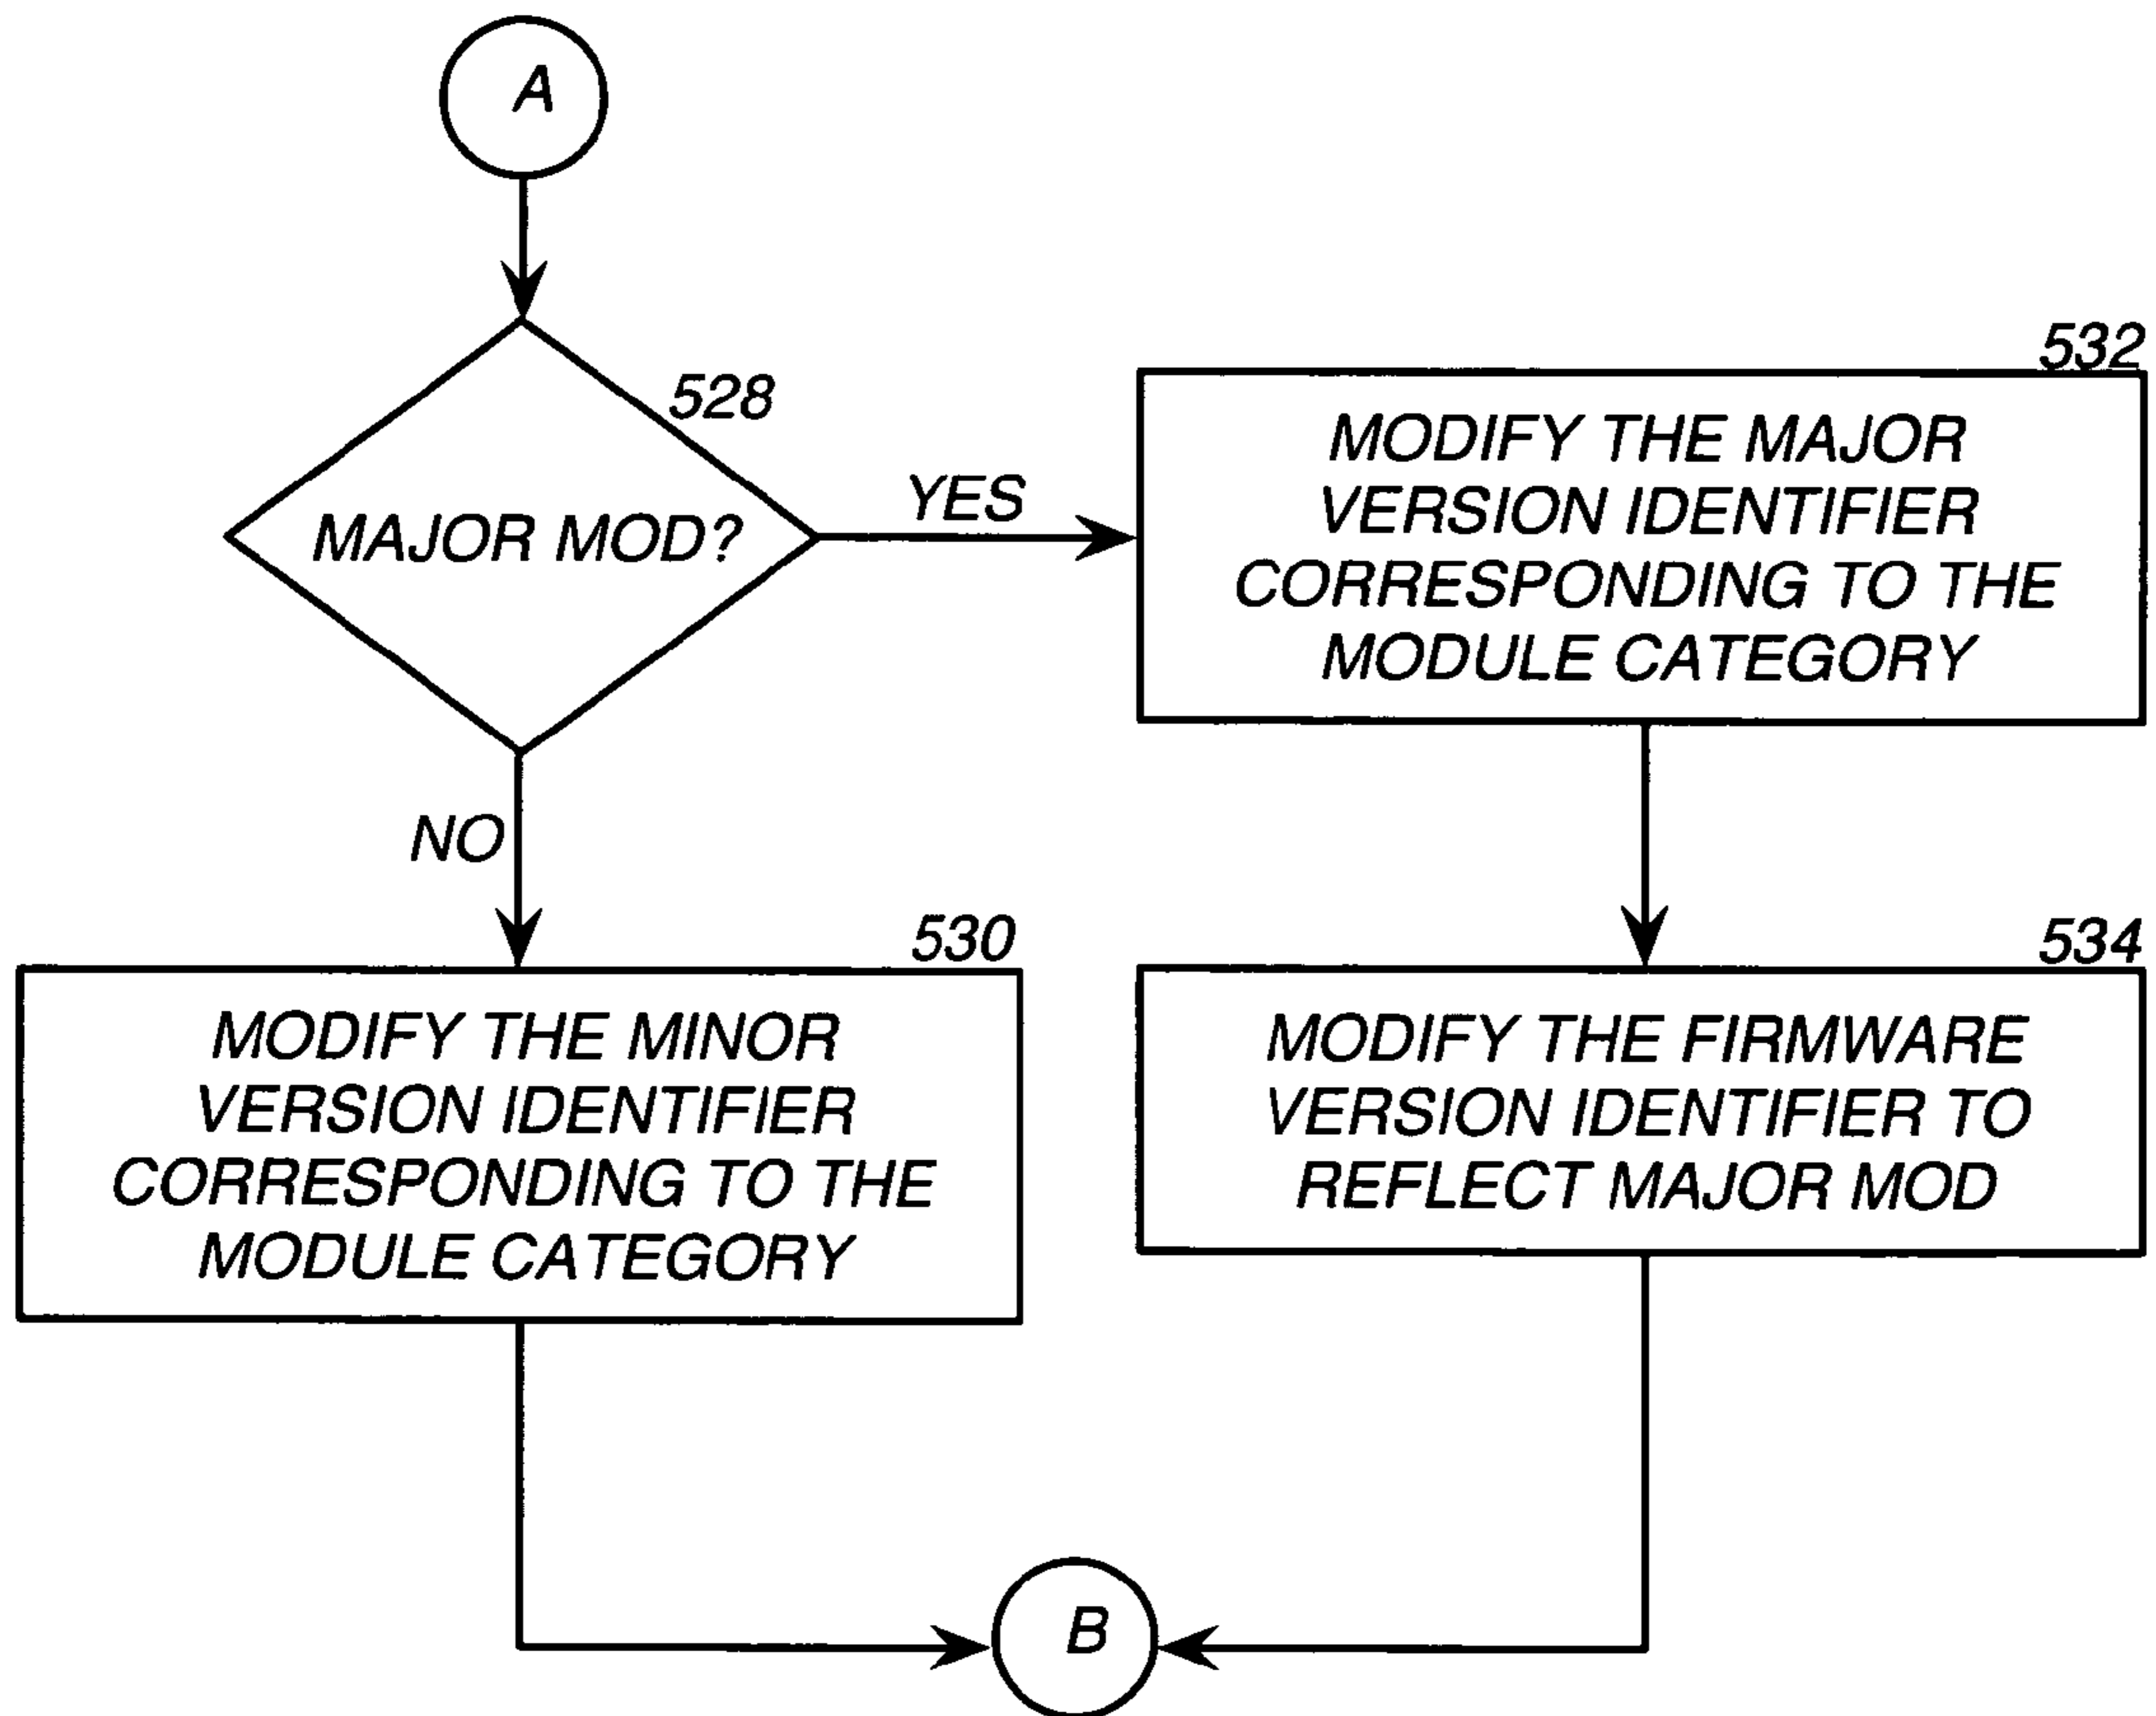 A
528
MAJOR MOD?
YES
532
MODIFY THE MAJOR
VERSION IDENTIFIER
CORRESPONDING TO THE
MODULE CATEGORY
NO
530
MODIFY THE MINOR
VERSION IDENTIFIER
CORRESPONDING TO THE
MODULE CATEGORY
534
MODIFY THE FIRMWARE
VERSION IDENTIFIER TO
REFLECT MAJOR MOD
B